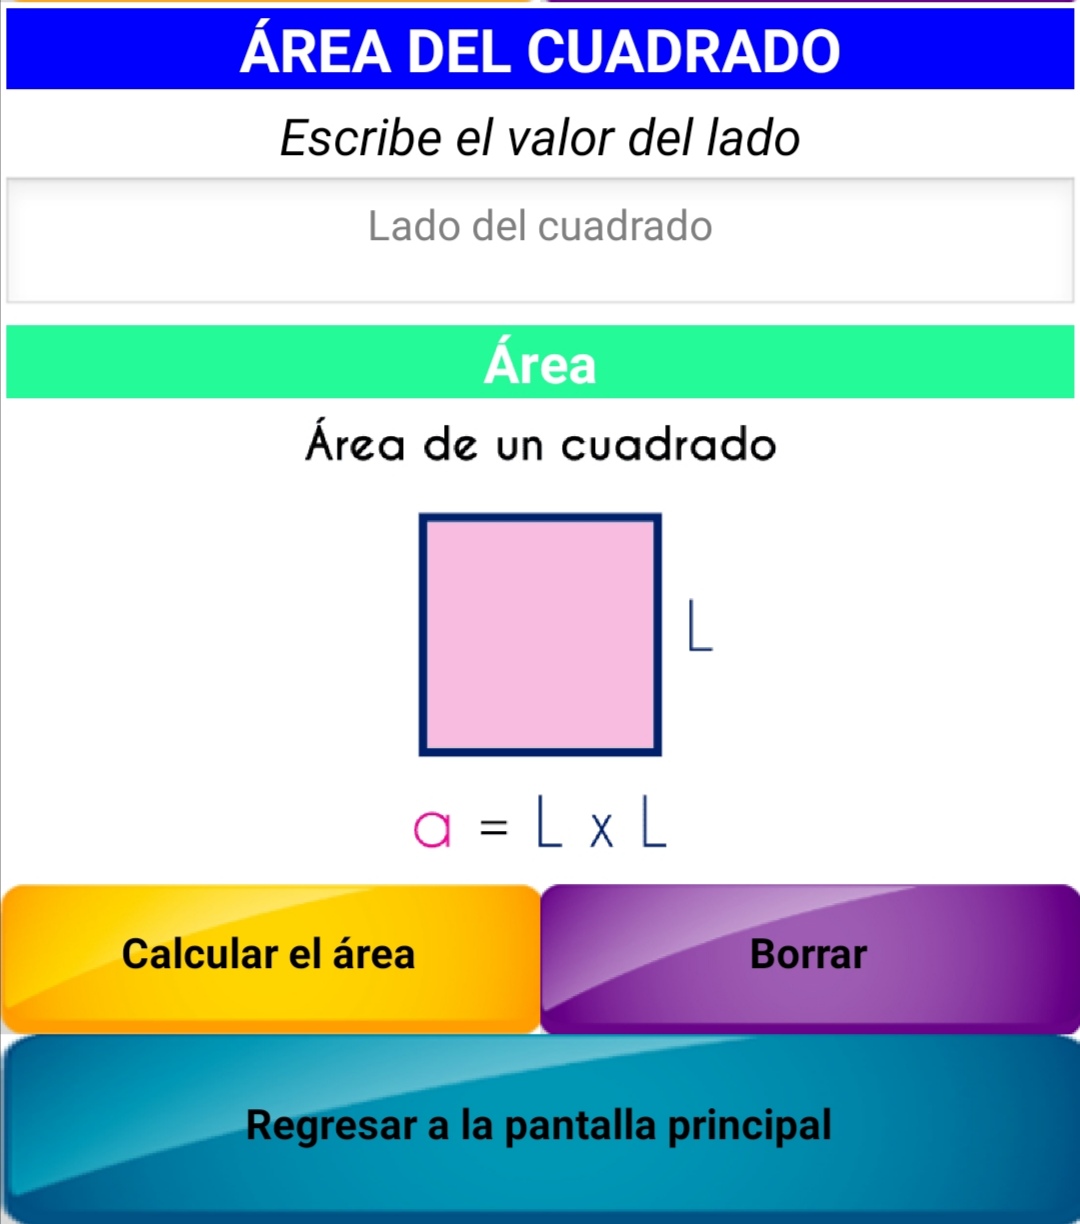 ÁREA DEL CUADRADO
Escribe el valor del lado
Lado del cuadrado
Área
Área de un cuadrado
L
a = L x L
Calcular el área
Borrar
Regresar a la pantalla principal